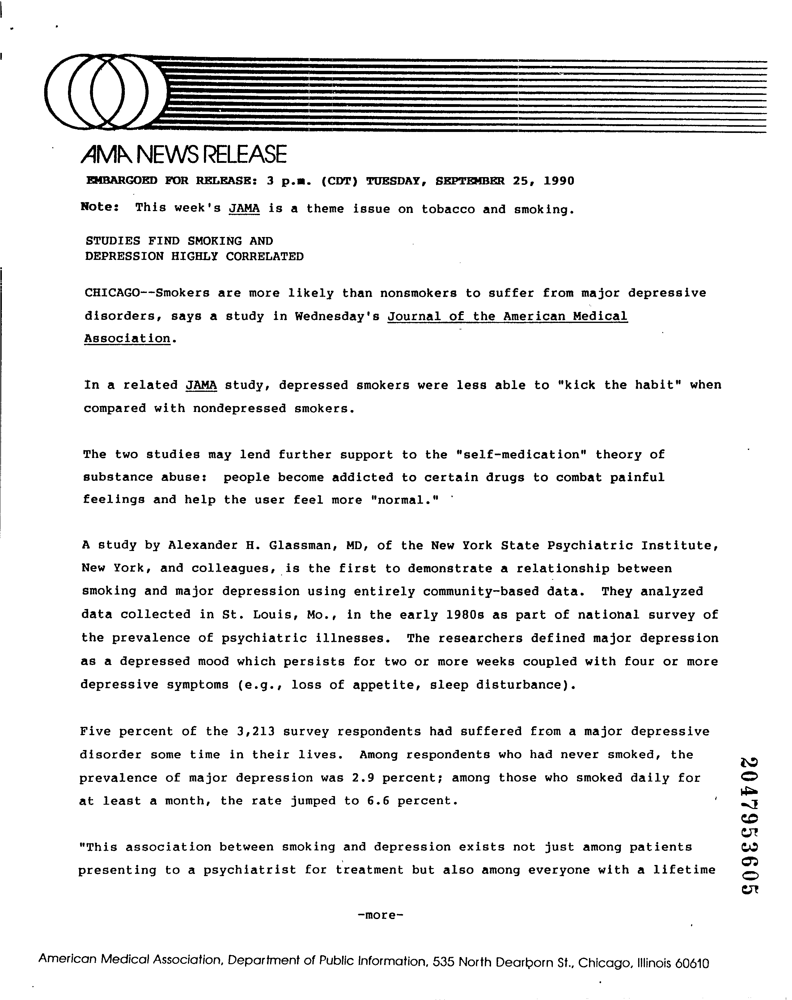 AMA NEWS RELEASE
EMBARGOED FOR RELEASE: 3 p.m. (CDT) TUESDAY, SEPTEMBER 25, 1990
Note: This week's JAMA is a theme issue on tobacco and smoking.
STUDIES FIND SMOKING AND
DEPRESSION HIGHLY CORRELATED
CHICAGO--Smokers are more likely than nonsmokers to suffer from major depressive
disorders, says a study in Wednesday's Journal of the American Medical
Association.
In a related JAMA study, depressed smokers were less able to "kick the habit" when
compared with nondepressed smokers.
The two studies may lend further support to the "self-medication" theory of
substance abuse: people become addicted to certain drugs to combat painful
feelings and help the user feel more "normal."
A study by Alexander H. Glassman, MD, of the New York State Psychiatric Institute,
New York, and colleagues, is the first to demonstrate a relationship between
smoking and major depression using entirely community-based data. They analyzed
data collected in St. Louis, Mo., in the early 1980s as part of national survey of
the prevalence of psychiatric illnesses. The researchers defined major depression
as a depressed mood which persists for two or more weeks coupled with four or more
depressive symptoms (e.g., loss of appetite, sleep disturbance).
Five percent of the 3,213 survey respondents had suffered from a major depressive
disorder some time in their lives. Among respondents who had never smoked, the
prevalence of major depression was 2.9 percent; among those who smoked daily for
at least a month, the rate jumped to 6.6 percent.
"This association between smoking and depression exists not just among patients
presenting to a psychiatrist for treatment but also among everyone with a lifetime
-more-
American Medical Association, Department of Public Information, 535 North Dearborn St., Chicago, Illinois 60610
2047953605